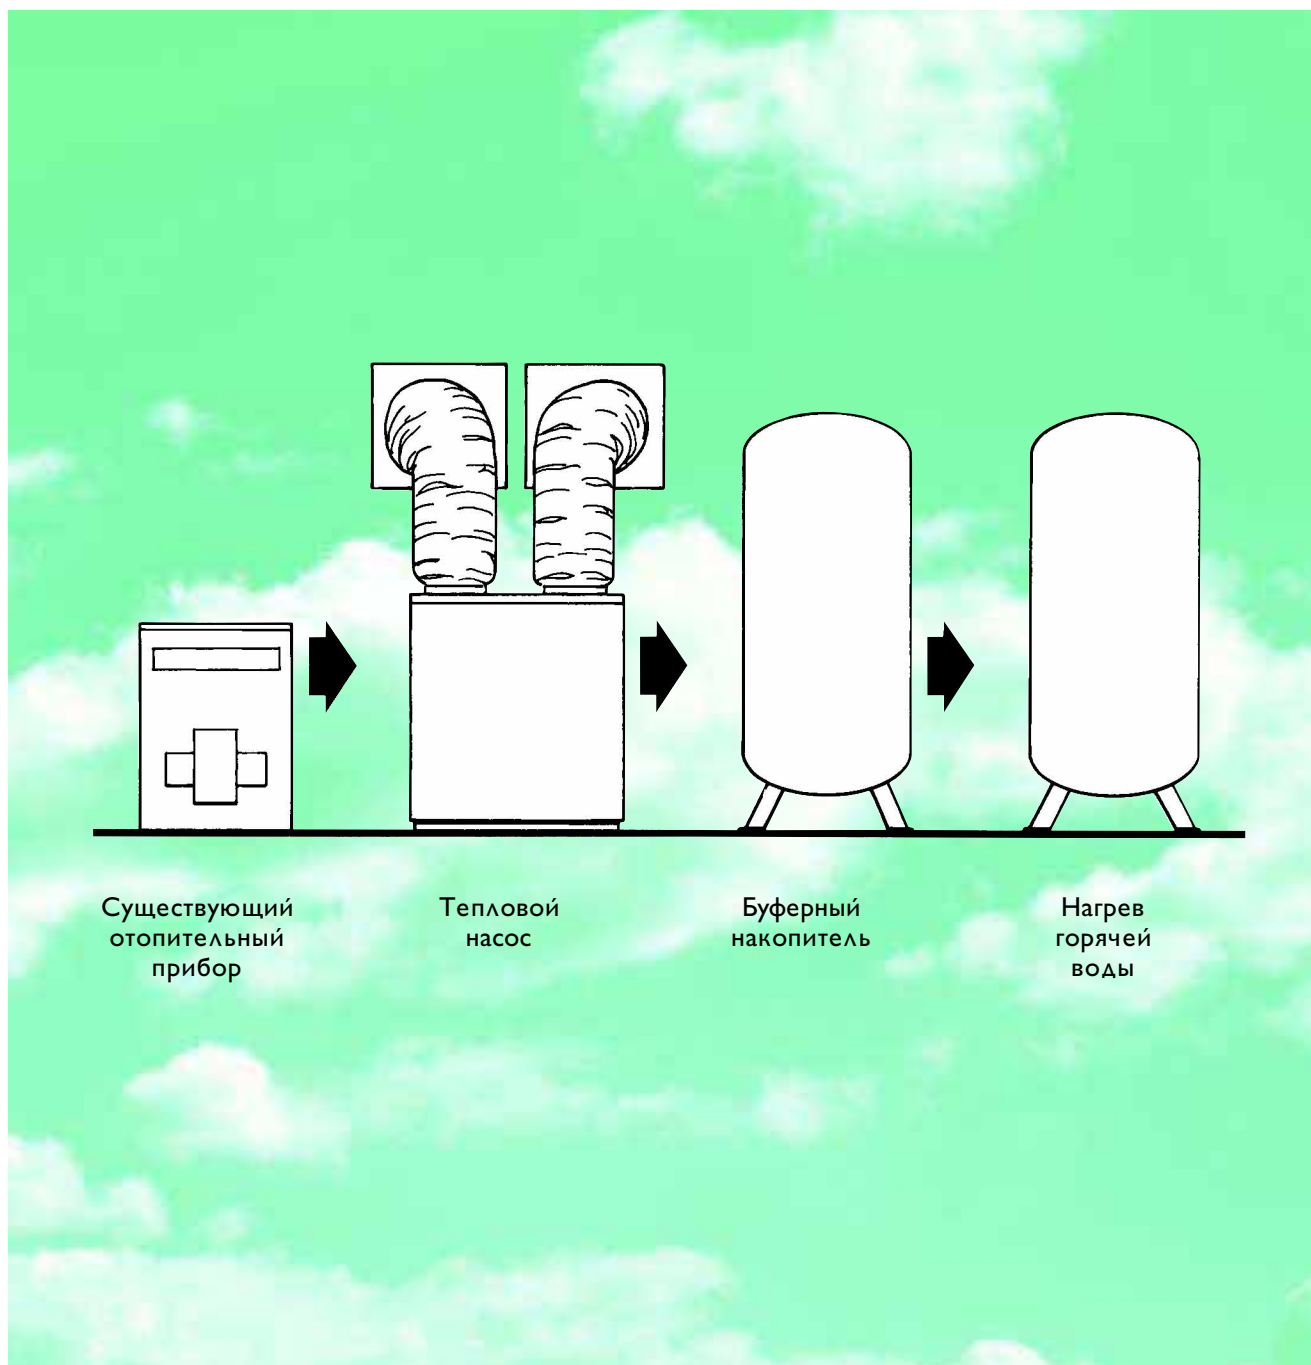 Существующий
отопительный
прибор
Тепловой
насос
Буферный
накопитель
Нагрев
горячей
воды